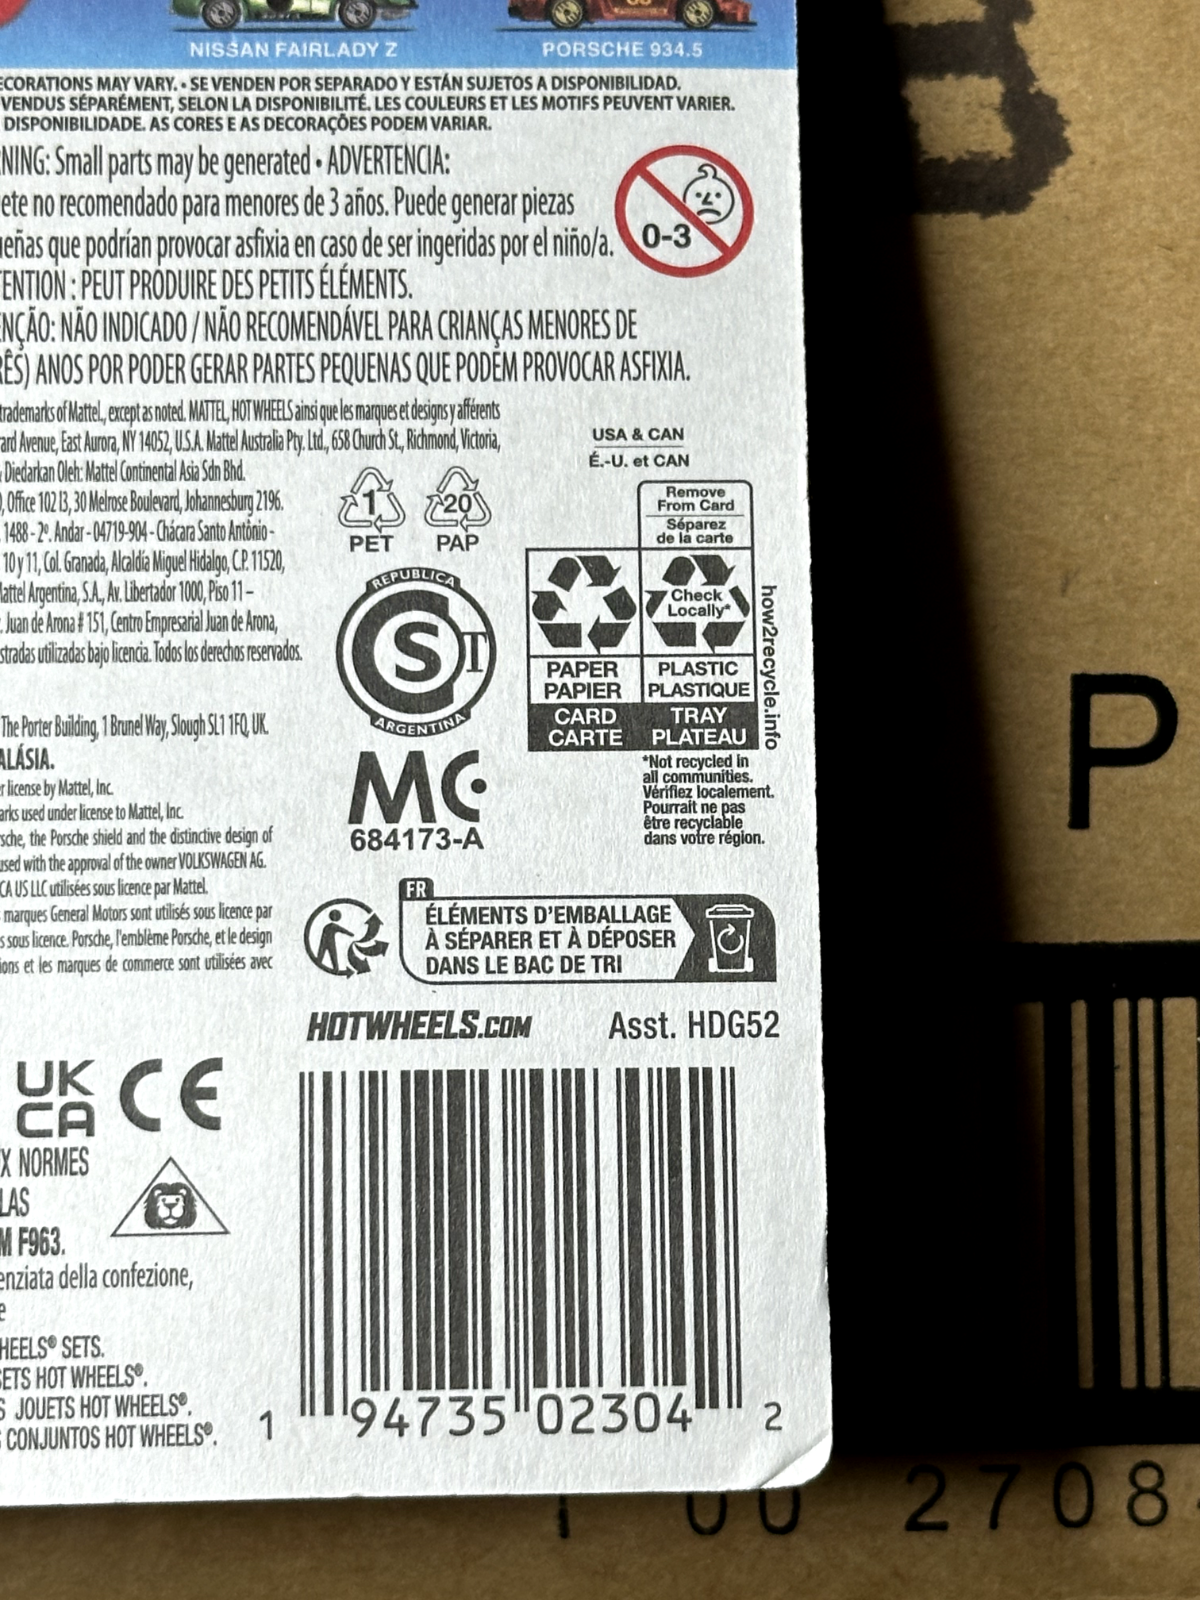 NISSAN FAIRLADY Z
PORSCHE 934.5
DECORATIONS MAY VARY. • SE VENDEN POR SEPARADO Y ESTÁN SUJETOS A DISPONIBILIDAD.
VENDUS SÉPARÉMENT, SELON LA DISPONIBILITÉ. LES COULEURS ET LES MOTIFS PEUVENT VARIER.
DISPONIBILIDADE. AS CORES E AS DECORAÇÕES PODEM VARIAR.
NING: Small parts may be generated • ADVERTENCIA:
ete no recomendado para menores de 3 años. Puede generar piezas
ueñas que podrían provocar asfixia en caso de ser ingeridas por el niño/a.
0-3
TENTION : PEUT PRODUIRE DES PETITS ÉLÉMENTS.
ENÇÃO: NÃO INDICADO / NÃO RECOMENDÁVEL PARA CRIANÇAS MENORES DE
RÊS) ANOS POR PODER GERAR PARTES PEQUENAS QUE PODEM PROVOCAR ASFIXIA.
trademarks of Mattel, except as noted. MATTEL, HOT WHEELS ainsi que les marques et designs y afférents
ard Avenue, East Aurora, NY 14052, U.S.A. Mattel Australia Pty. Ltd., 658 Church St., Richmond, Victoria,
Diedarkan Oleh: Mattel Continental Asia Sdn Bhd.
, Office 102 I3, 30 Melrose Boulevard, Johannesburg 2196.
1488 - 2º. Andar - 04719-904 - Chácara Santo Antônio -
10 y 11, Col. Granada, Alcaldía Miguel Hidalgo, C.P. 11520,
attel Argentina, S.A., Av. Libertador 1000, Piso 11 –
. Juan de Arona # 151, Centro Empresarial Juan de Arona,
stradas utilizadas bajo licencia. Todos los derechos reservados.
The Porter Building, 1 Brunel Way, Slough SL1 1FQ, UK.
ALÁSIA.
r license by Mattel, Inc.
arks used under license to Mattel, Inc.
sche, the Porsche shield and the distinctive design of
used with the approval of the owner VOLKSWAGEN AG.
CA US LLC utilisées sous licence par Mattel.
marques General Motors sont utilisés sous licence par
s sous licence. Porsche, l'emblème Porsche, et le design
ions et les marques de commerce sont utilisées avec
1
PET
20
PAP
REPUBLICA
CST
ARGENTINA
MC
684173-A
USA & CAN
É.-U. et CAN
Remove
From Card
Séparez
de la carte
Check
Locally*
PAPER
PAPIER
PLASTIC
PLASTIQUE
CARD
CARTE
TRAY
PLATEAU
how2recycle.info
*Not recycled in
all communities.
Vérifiez localement.
Pourrait ne pas
être recyclable
dans votre région.
FR
ÉLÉMENTS D'EMBALLAGE
À SÉPARER ET À DÉPOSER
DANS LE BAC DE TRI
HOTWHEELS.COM
Asst. HDG52
UK
CA
CE
X NORMES
LAS
M F963.
enziata della confezione,
e
HEELS® SETS.
SETS HOT WHEELS®.
S JOUETS HOT WHEELS®.
CONJUNTOS HOT WHEELS®.
1 94735 02304 2
B
P
1 00 2708